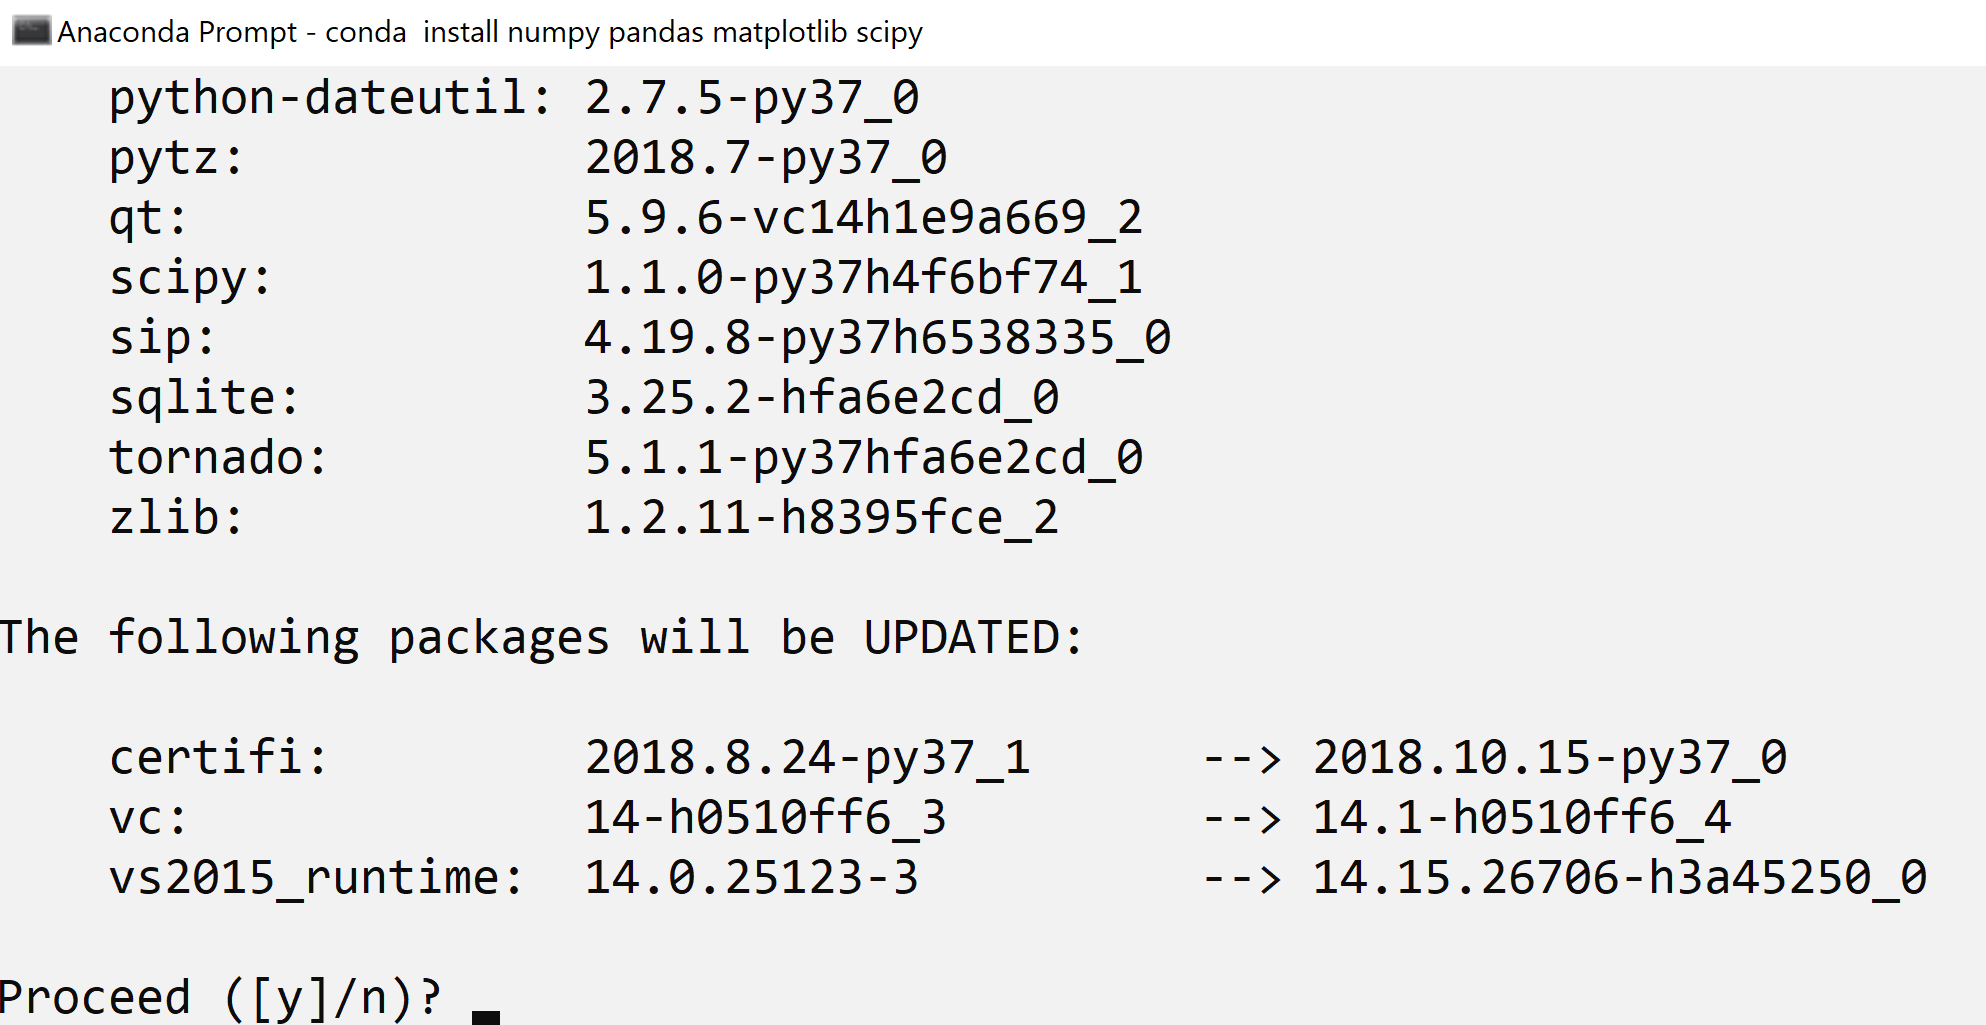 Anaconda Prompt - conda  install numpy pandas matplotlib scipy
python-dateutil: 2.7.5-py37_0
pytz:            2018.7-py37_0
qt:              5.9.6-vc14h1e9a669_2
scipy:           1.1.0-py37h4f6bf74_1
sip:             4.19.8-py37h6538335_0
sqlite:          3.25.2-hfa6e2cd_0
tornado:         5.1.1-py37hfa6e2cd_0
zlib:            1.2.11-h8395fce_2
The following packages will be UPDATED:
certifi:         2018.8.24-py37_1      --> 2018.10.15-py37_0
vc:              14-h0510ff6_3         --> 14.1-h0510ff6_4
vs2015_runtime:  14.0.25123-3          --> 14.15.26706-h3a45250_0
Proceed ([y]/n)?